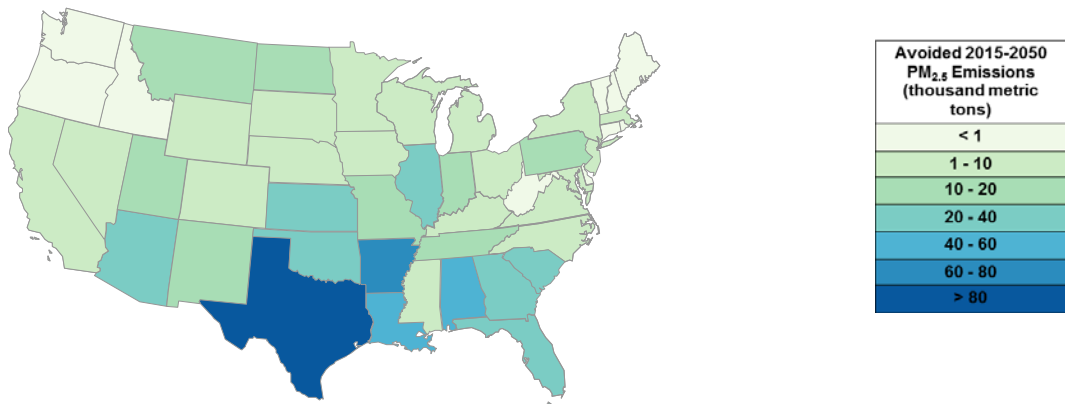 Avoided 2015-2050
PM2.5 Emissions
(thousand metric
tons)
< 1
1 - 10
10 - 20
20 - 40
40 - 60
60 - 80
> 80